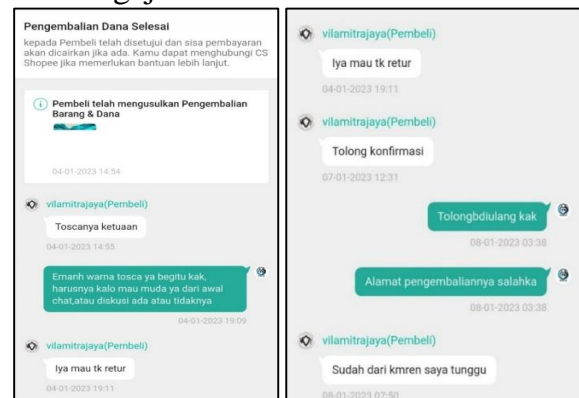 Pengembalian Dana Selesai
kepada Pembeli telah disetujui dan sisa pembayaran
akan dicairkan jika ada. Kamu dapat menghubungi CS
Shopee jika memerlukan bantuan lebih lanjut.
Pembeli telah mengusulkan Pengembalian
Barang & Dana
04-01-2023 14:54
vilamitrajaya(Pembeli)
Toscanya ketuaan
04-01-2023 14:55
Emanh warna tosca ya begitu kak,
harusnya kalo mau muda ya dari awal
chat,atau diskusi ada atau tidaknya
04-01-2023 19:09
vilamitrajaya(Pembeli)
Iya mau tk retur
04-01-2023 19:11
vilamitrajaya(Pembeli)
Iya mau tk retur
04-01-2023 19:11
vilamitrajaya(Pembeli)
Tolong konfirmasi
07-01-2023 12:31
Tolongbdiulang kak
08-01-2023 03:38
Alamat pengembaliannya salahka
08-01-2023 03:38
vilamitrajaya(Pembeli)
Sudah dari kmren saya tunggu
08-01-2023 07:50